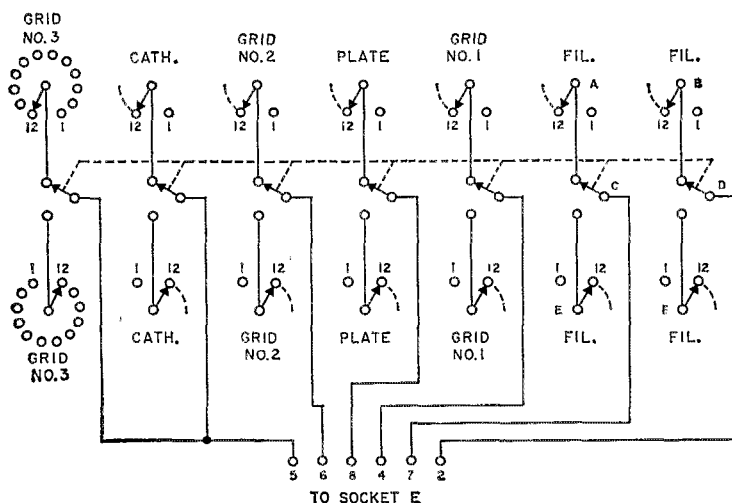 GRID
NO.3
CATH.
GRID
NO.2
PLATE
GRID
NO.1
FIL.
FIL.
A
B
12 1
12 1
12 1
12 1
12 1
12 1
12 1
C
D
1 12
1 12
1 12
1 12
1 12
1 12
1 12
E
F
GRID
NO.3
CATH.
GRID
NO.2
PLATE
GRID
NO.1
FIL.
FIL.
5 6 8 4 7 2
TO SOCKET E